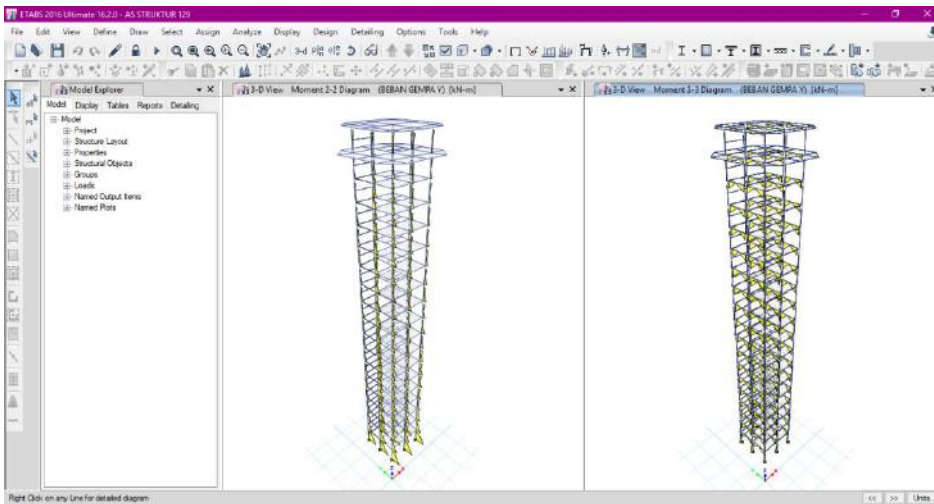 ETABS 2016 Ultimate 16.2.0 - AS STRUKTUR 129
File Edit View Define Draw Select Assign Analyze Display Design Detailing Options Tools Help
Model Explorer
Model Display Tables Reports Detailing
Model
Project
Structure Layout
Properties
Structural Objects
Groups
Loads
Named Output Items
Named Plots
3-D View Moment 2-2 Diagram (BEBAN GEMPA Y) [kN-m]
3-D View Moment 3-3 Diagram (BEBAN GEMPA Y) [kN-m]
Right Click on any Line for detailed diagram
<< >> Units